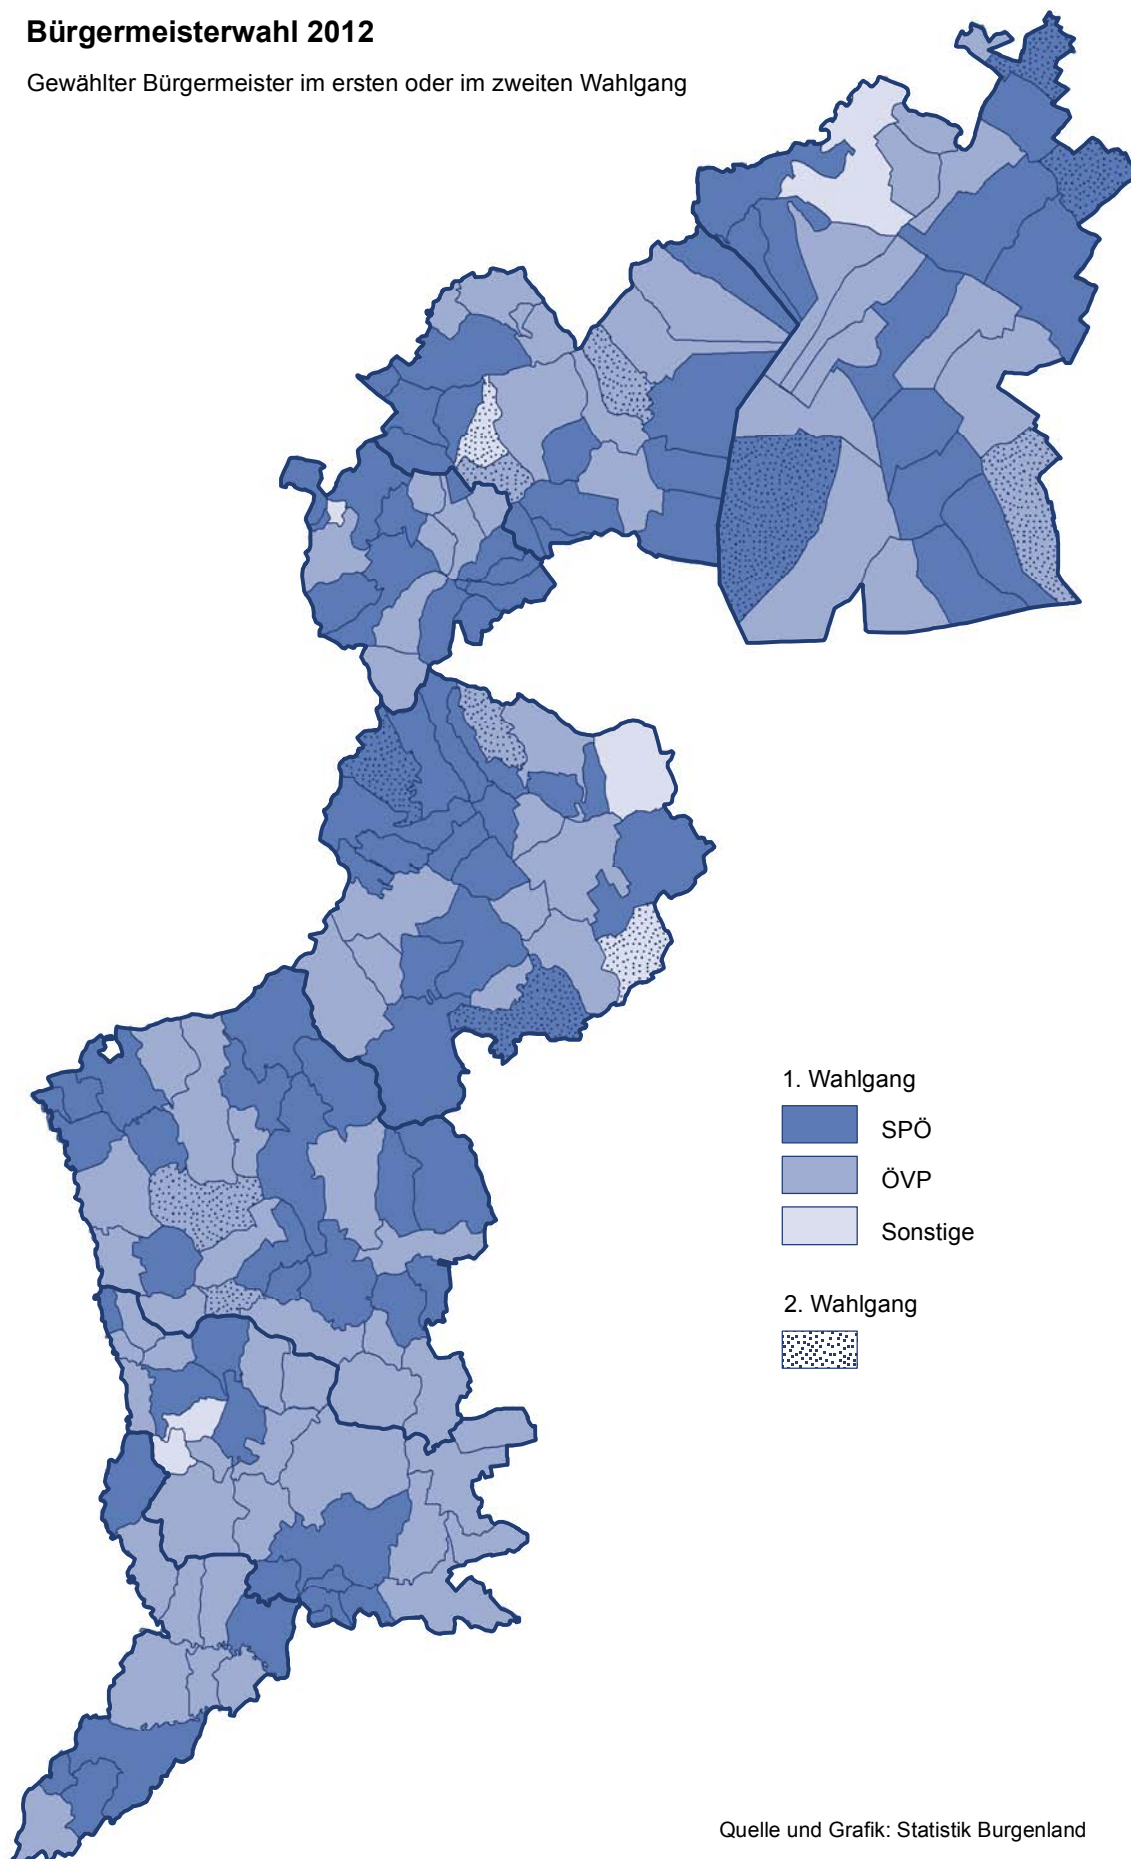 Bürgermeisterwahl 2012
Gewählter Bürgermeister im ersten oder im zweiten Wahlgang
1. Wahlgang
SPÖ
ÖVP
Sonstige
2. Wahlgang
Quelle und Grafik: Statistik Burgenland